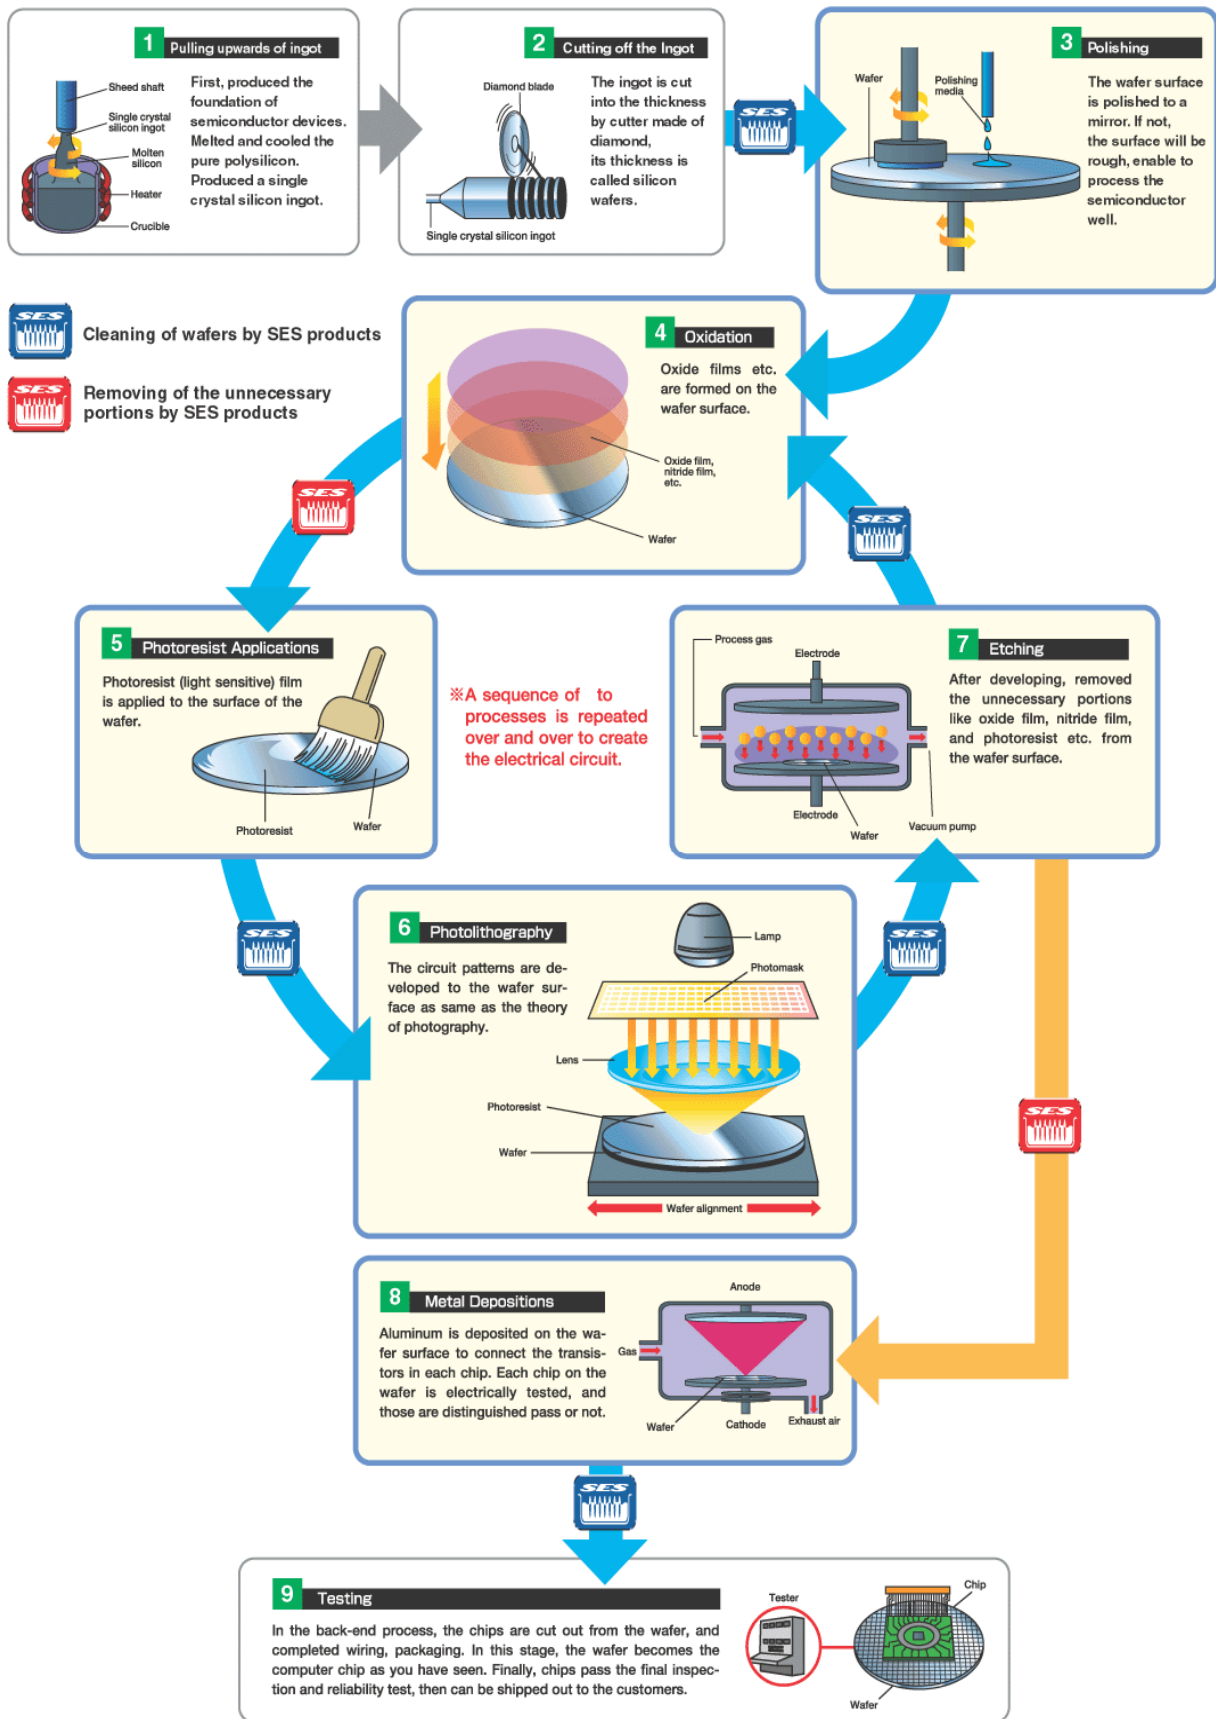 1 Pulling upwards of ingot
Sheed shaft
Single crystal
silicon ingot
Molten
silicon
Heater
Crucible
First, produced the
foundation of
semiconductor devices.
Melted and cooled the
pure polysilicon.
Produced a single
crystal silicon ingot.
2 Cutting off the Ingot
Diamond blade
The ingot is cut
into the thickness
by cutter made of
diamond,
its thickness is
called silicon
wafers.
Single crystal silicon ingot
SES
3 Polishing
Wafer
Polishing
media
The wafer surface
is polished to a
mirror. If not,
the surface will be
rough, enable to
process the
semiconductor
well.
SES
Cleaning of wafers by SES products
SES
Removing of the unnecessary
portions by SES products
4 Oxidation
Oxide films etc.
are formed on the
wafer surface.
Oxide film,
nitride film,
etc.
Wafer
SES
SES
5 Photoresist Applications
Photoresist (light sensitive) film
is applied to the surface of the
wafer.
Photoresist
Wafer
※A sequence of to
processes is repeated
over and over to create
the electrical circuit.
7 Etching
Process gas
Electrode
After developing, removed
the unnecessary portions
like oxide film, nitride film,
and photoresist etc. from
the wafer surface.
Electrode
Wafer
Vacuum pump
SES
SES
6 Photolithography
The circuit patterns are de-
veloped to the wafer sur-
face as same as the theory
of photography.
Lamp
Photomask
Lens
Photoresist
Wafer
Wafer alignment
SES
8 Metal Depositions
Aluminum is deposited on the wa-
fer surface to connect the transis-
tors in each chip. Each chip on the
wafer is electrically tested, and
those are distinguished pass or not.
Anode
Gas
Wafer
Cathode
Exhaust air
SES
9 Testing
In the back-end process, the chips are cut out from the wafer, and
completed wiring, packaging. In this stage, the wafer becomes the
computer chip as you have seen. Finally, chips pass the final inspec-
tion and reliability test, then can be shipped out to the customers.
Tester
Chip
Wafer